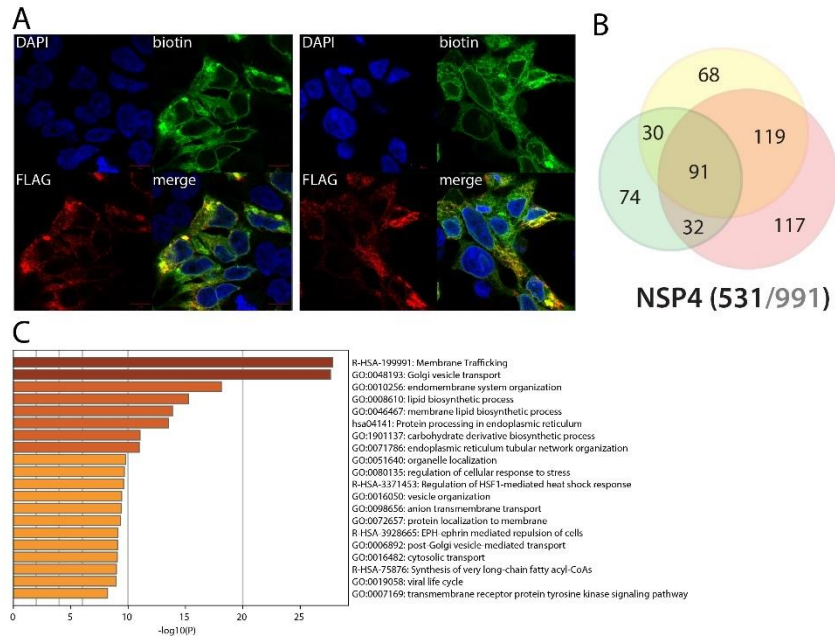 A
DAPI biotin DAPI biotin
FLAG merge FLAG merge
B
68
30
119
91
74
32
117
NSP4 (531/991)
C
R-HSA-199991: Membrane Trafficking
GO:0048193: Golgi vesicle transport
GO:0010256: endomembrane system organization
GO:0008610: lipid biosynthetic process
GO:0046467: membrane lipid biosynthetic process
hsa04141: Protein processing in endoplasmic reticulum
GO:1901137: carbohydrate derivative biosynthetic process
GO:0071786: endoplasmic reticulum tubular network organization
GO:0051640: organelle localization
GO:0080135: regulation of cellular response to stress
R-HSA-3371453: Regulation of HSF1-mediated heat shock response
GO:0016050: vesicle organization
GO:0098656: anion transmembrane transport
GO:0072657: protein localization to membrane
R-HSA-3928665: EPH-ephrin mediated repulsion of cells
GO:0006892: post-Golgi vesicle-mediated transport
GO:0016482: cytosolic transport
R-HSA-75876: Synthesis of very long-chain fatty acyl-CoAs
GO:0019058: viral life cycle
GO:0007169: transmembrane receptor protein tyrosine kinase signaling pathway
0 5 10 15 20 25
-log10(P)